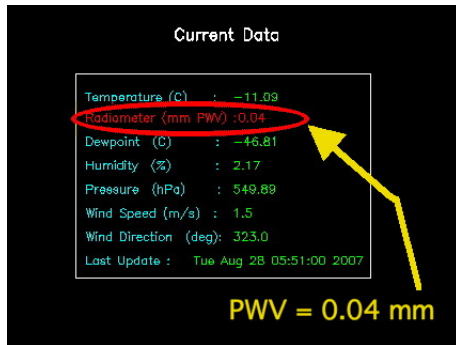 Current Data
Temperature (C) : -11.09
Radiometer (mm PWV) :0.04
Dewpoint (C) : -46.81
Humidity (%) : 2.17
Pressure (hPa) : 549.89
Wind Speed (m/s) : 1.5
Wind Direction (deg): 323.0
Last Update : Tue Aug 28 05:51:00 2007
PWV = 0.04 mm